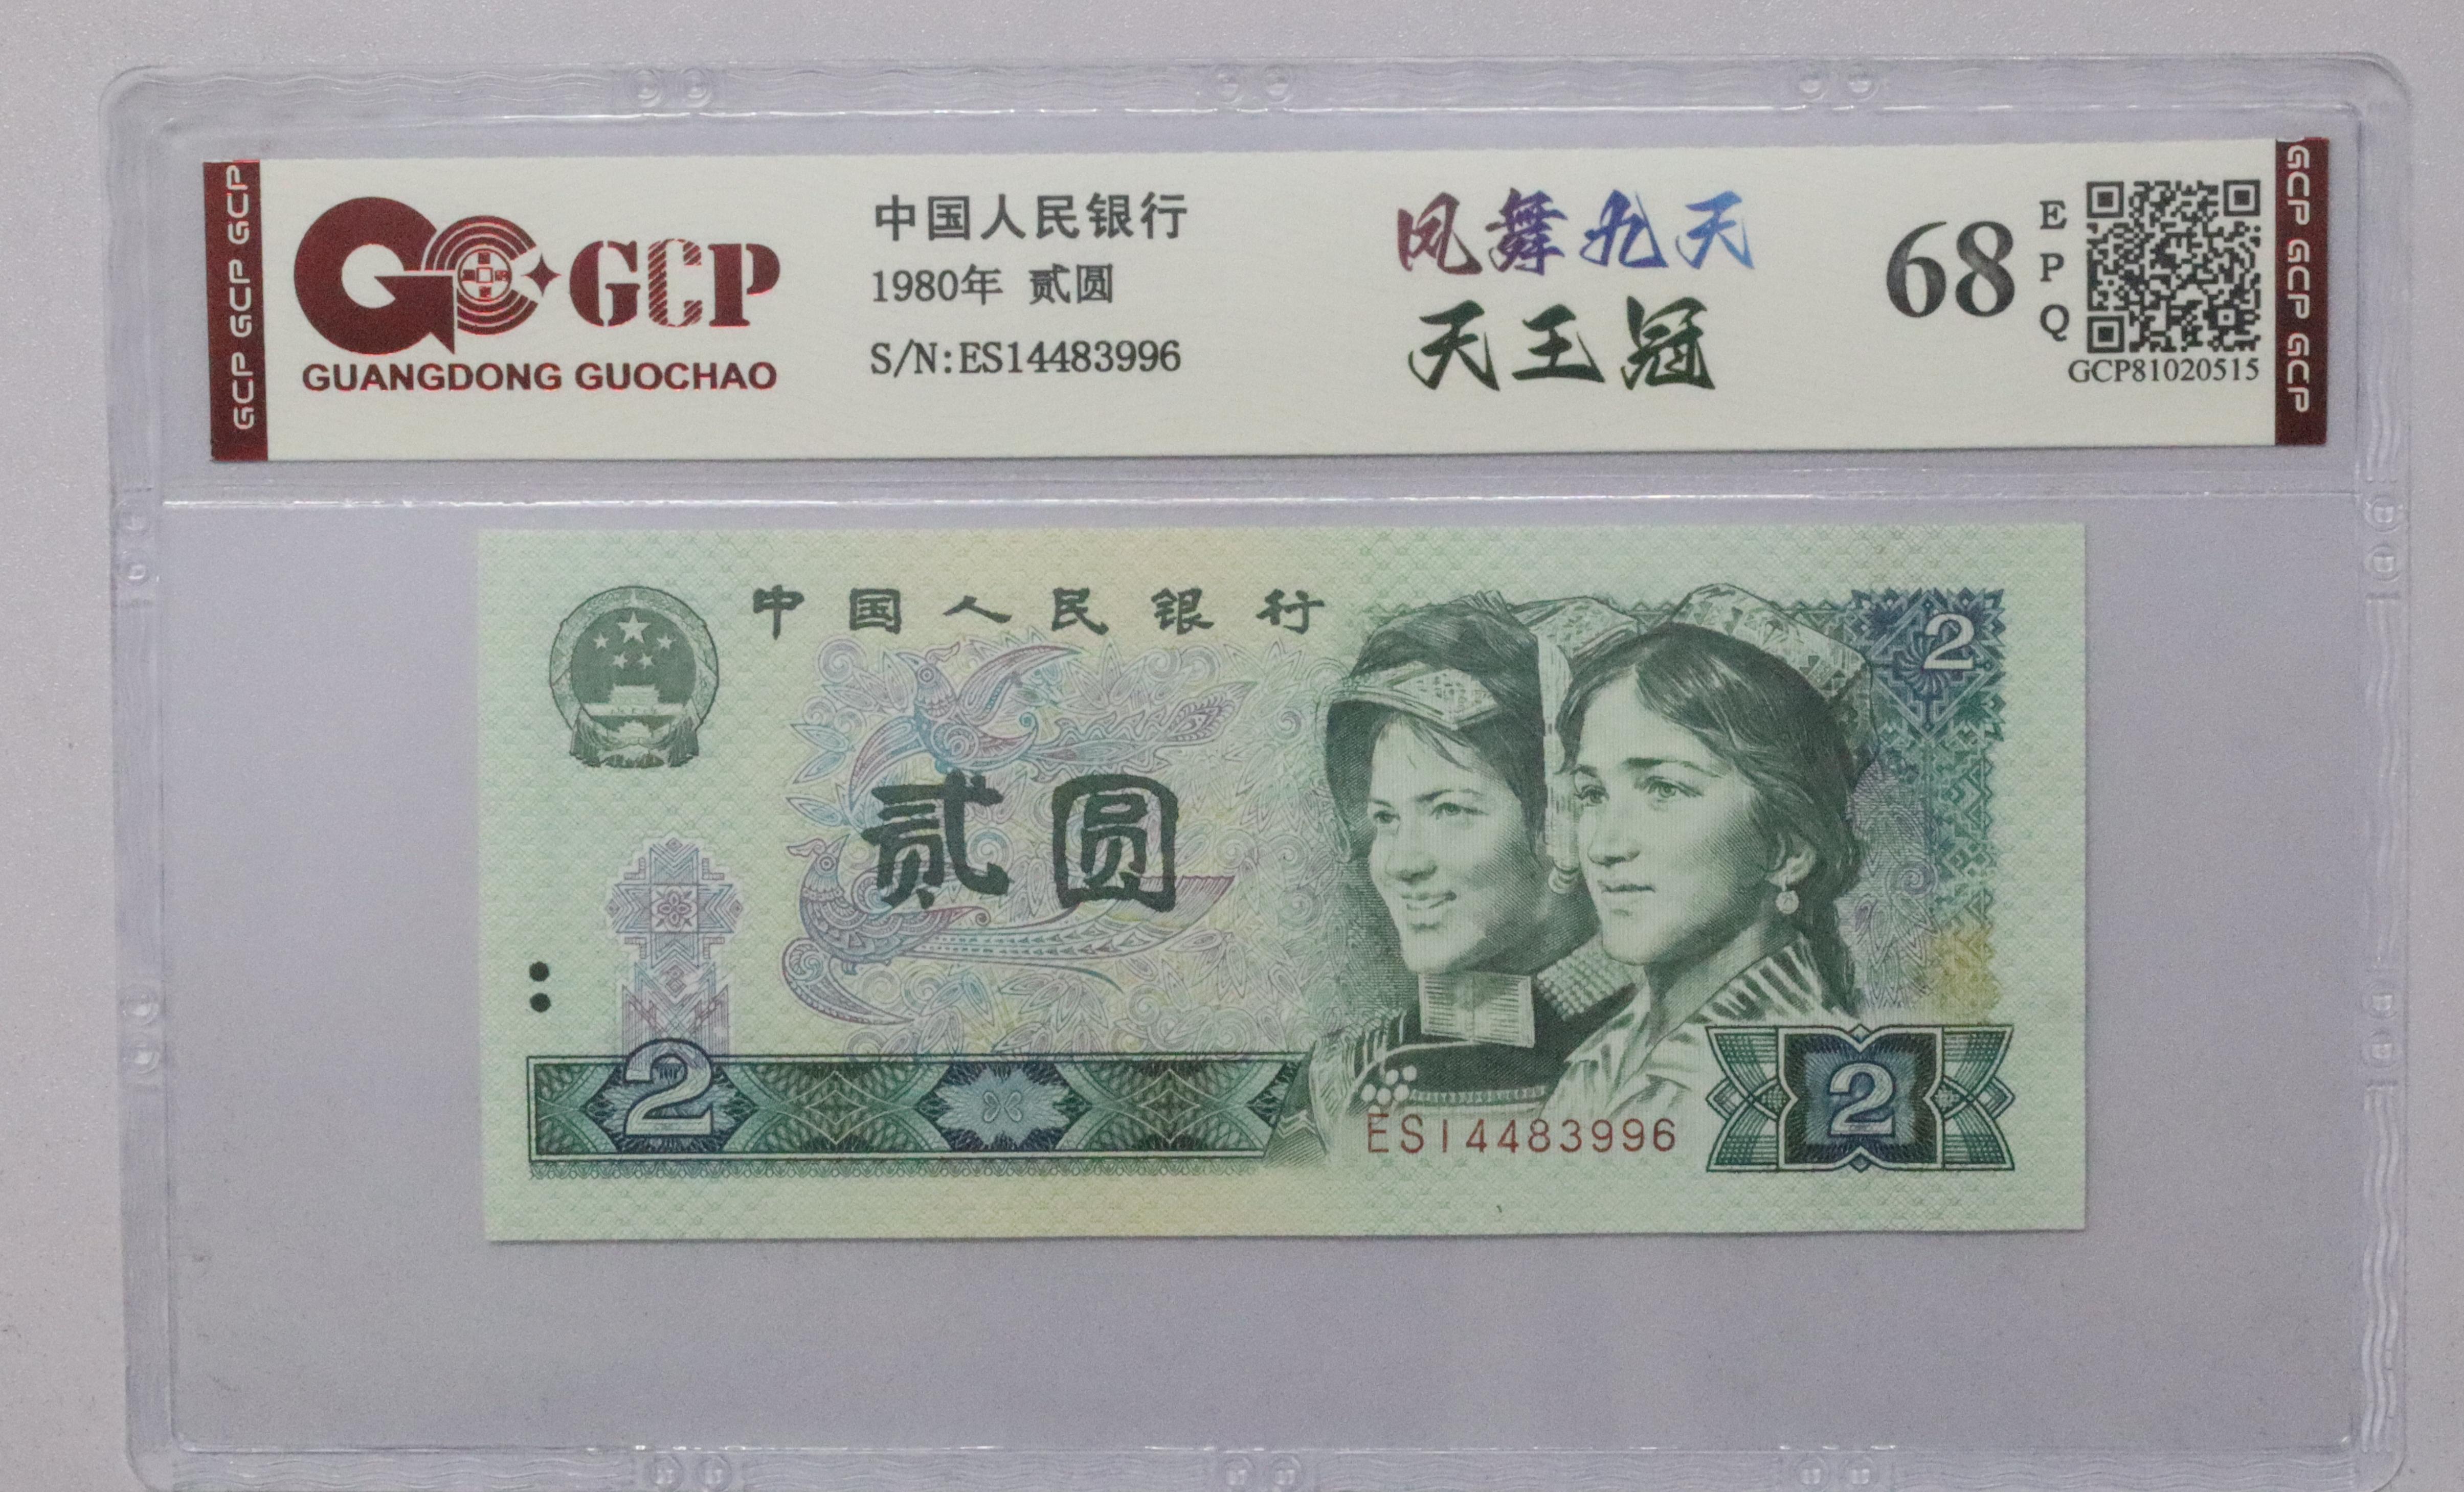 GCP GCP GCP
GCP
GUANGDONG GUOCHAO
中国人民银行
1980年 贰圆
S/N:ES14483996
凤舞九天
天王冠
68
EPQ
GCP81020515
GCP GCP GCP
中国人民银行
2
贰圆
2
ES14483996
2